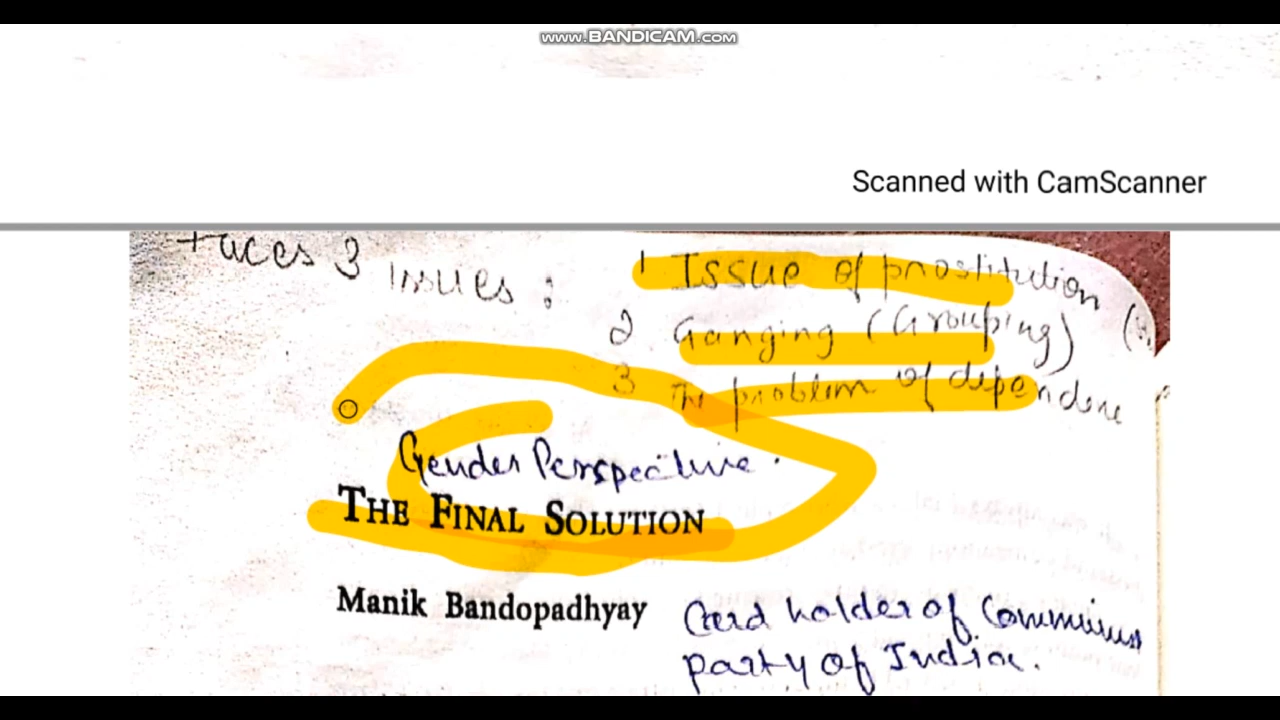 www.BANDICAM.com
Scanned with CamScanner
Faces 3 Issues :
1 Issue of prostitution
2 Ganging (Grouping)
3 The problem of dependence
Gender Perspective .
THE FINAL SOLUTION
Manik Bandopadhyay
Card holder of Communist
party of India.